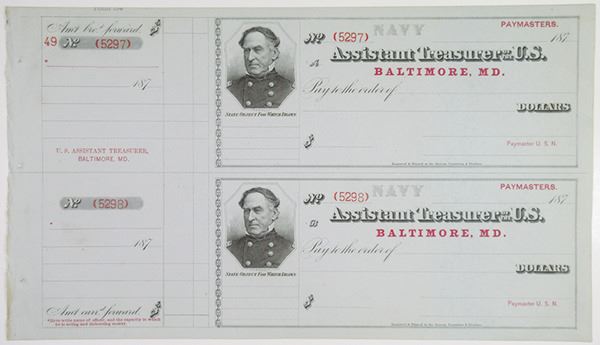 Am't bro't forward. $
49 No (5297)
187
U. S. ASSISTANT TREASURER,
BALTIMORE, MD.
STATE OBJECT FOR WHICH DRAWN
No (5297) NAVY PAYMASTERS.
187
A Assistant Treasurer OF THE U.S.
BALTIMORE, MD.
Pay to the order of
DOLLARS
$ Paymaster U. S. N.
No (5298)
187
Am't carr'd forward. $
STATE OBJECT FOR WHICH DRAWN
No (5298) NAVY PAYMASTERS.
187
B Assistant Treasurer OF THE U.S.
BALTIMORE, MD.
Pay to the order of
DOLLARS
$ Paymaster U. S. N.